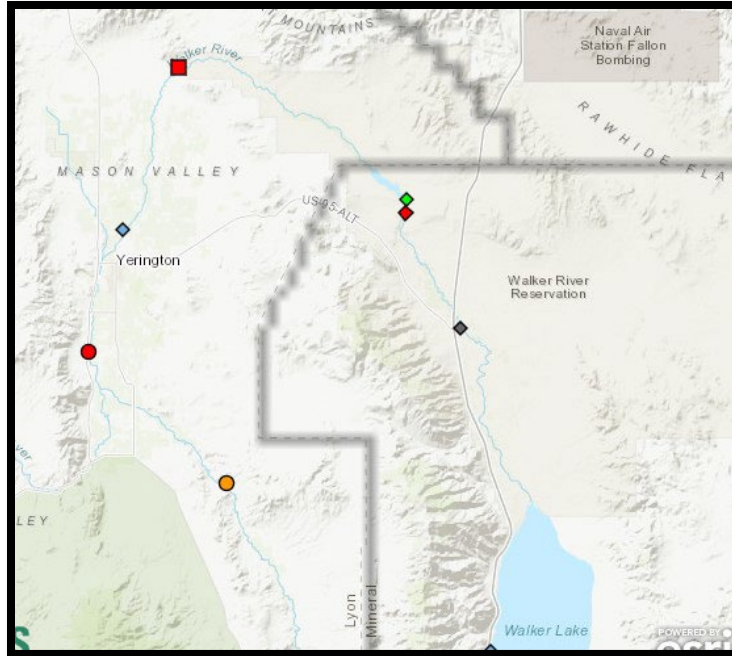 MOUNTAINS
Naval Air
Station Fallon
Bombing
Walker River
RAWHIDE FLA
MASON VALLEY
US-95-ALT
Yerington
Walker River
Reservation
LEY
Lyon
Mineral
S
Walker Lake
POWERED BY
esri